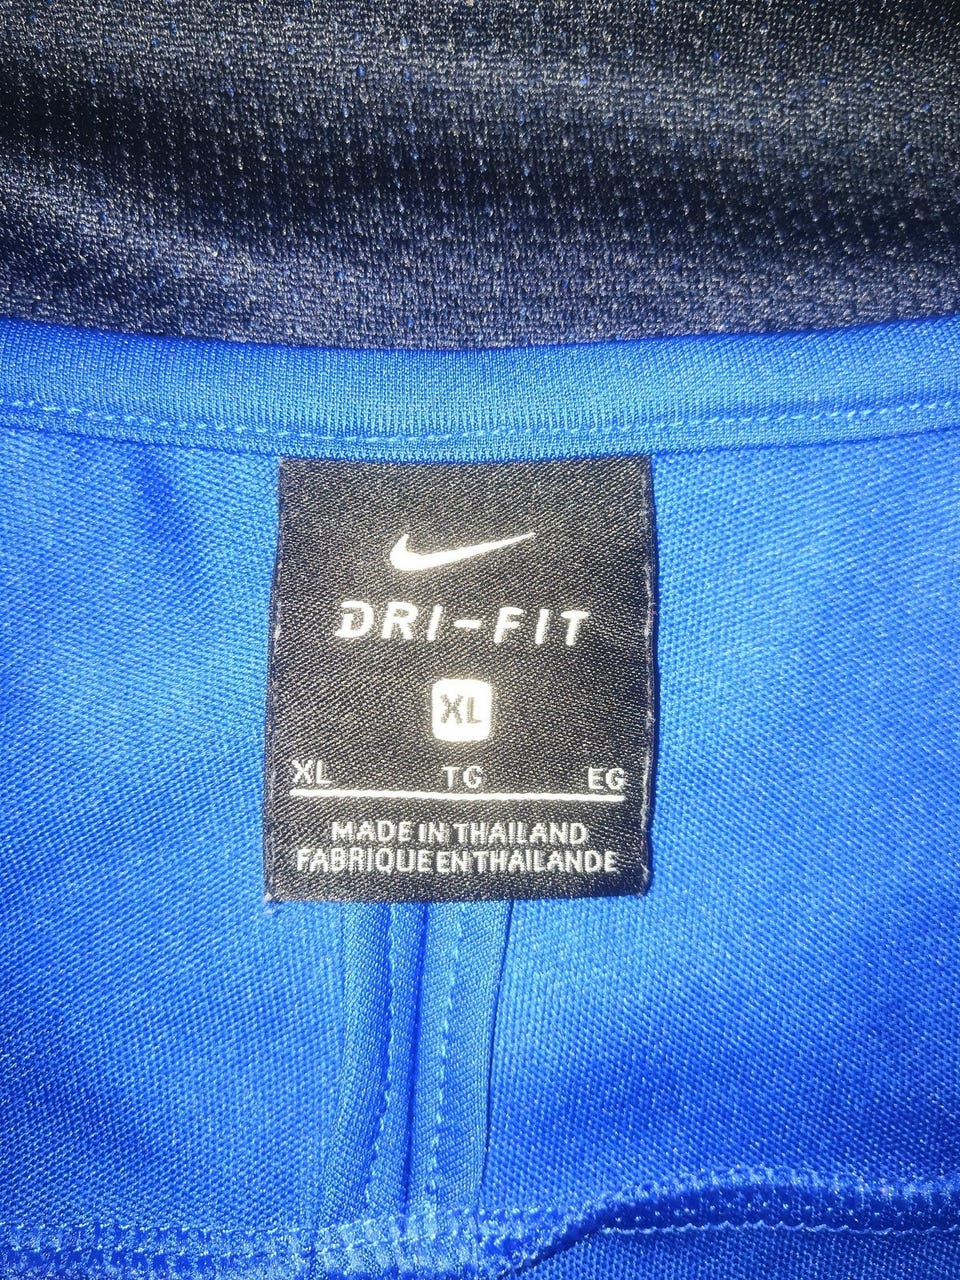 DRI-FIT
XL
XL TG EG
MADE IN THAILAND
FABRIQUE EN THAILANDE